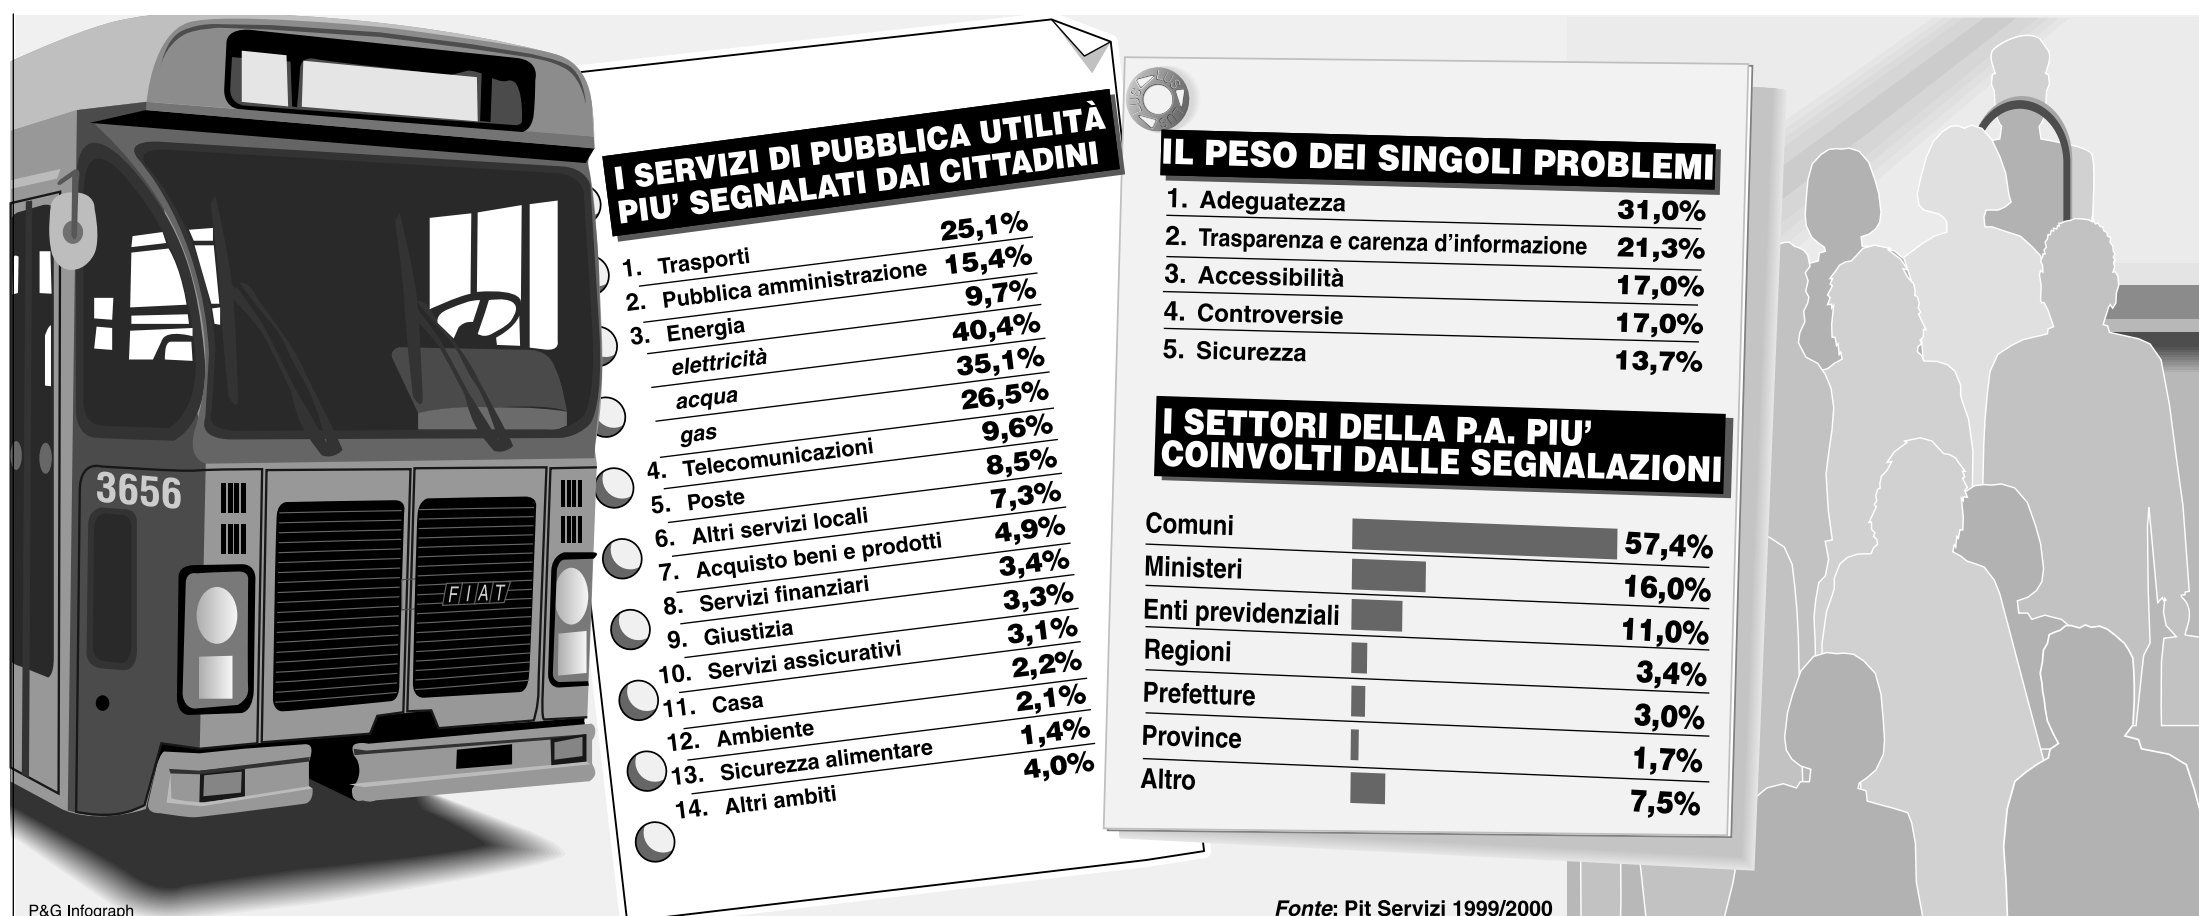 3656
FIAT
I SERVIZI DI PUBBLICA UTILITÀ
PIU' SEGNALATI DAI CITTADINI
1. Trasporti 25,1%
2. Pubblica amministrazione 15,4%
3. Energia 9,7%
elettricità 40,4%
acqua 35,1%
gas 26,5%
4. Telecomunicazioni 9,6%
5. Poste 8,5%
6. Altri servizi locali 7,3%
7. Acquisto beni e prodotti 4,9%
8. Servizi finanziari 3,4%
9. Giustizia 3,3%
10. Servizi assicurativi 3,1%
11. Casa 2,2%
12. Ambiente 2,1%
13. Sicurezza alimentare 1,4%
14. Altri ambiti 4,0%
IL PESO DEI SINGOLI PROBLEMI
1. Adeguatezza 31,0%
2. Trasparenza e carenza d'informazione 21,3%
3. Accessibilità 17,0%
4. Controversie 17,0%
5. Sicurezza 13,7%
I SETTORI DELLA P.A. PIU'
COINVOLTI DALLE SEGNALAZIONI
Comuni 57,4%
Ministeri 16,0%
Enti previdenziali 11,0%
Regioni 3,4%
Prefetture 3,0%
Province 1,7%
Altro 7,5%
P&G Infograph
Fonte: Pit Servizi 1999/2000